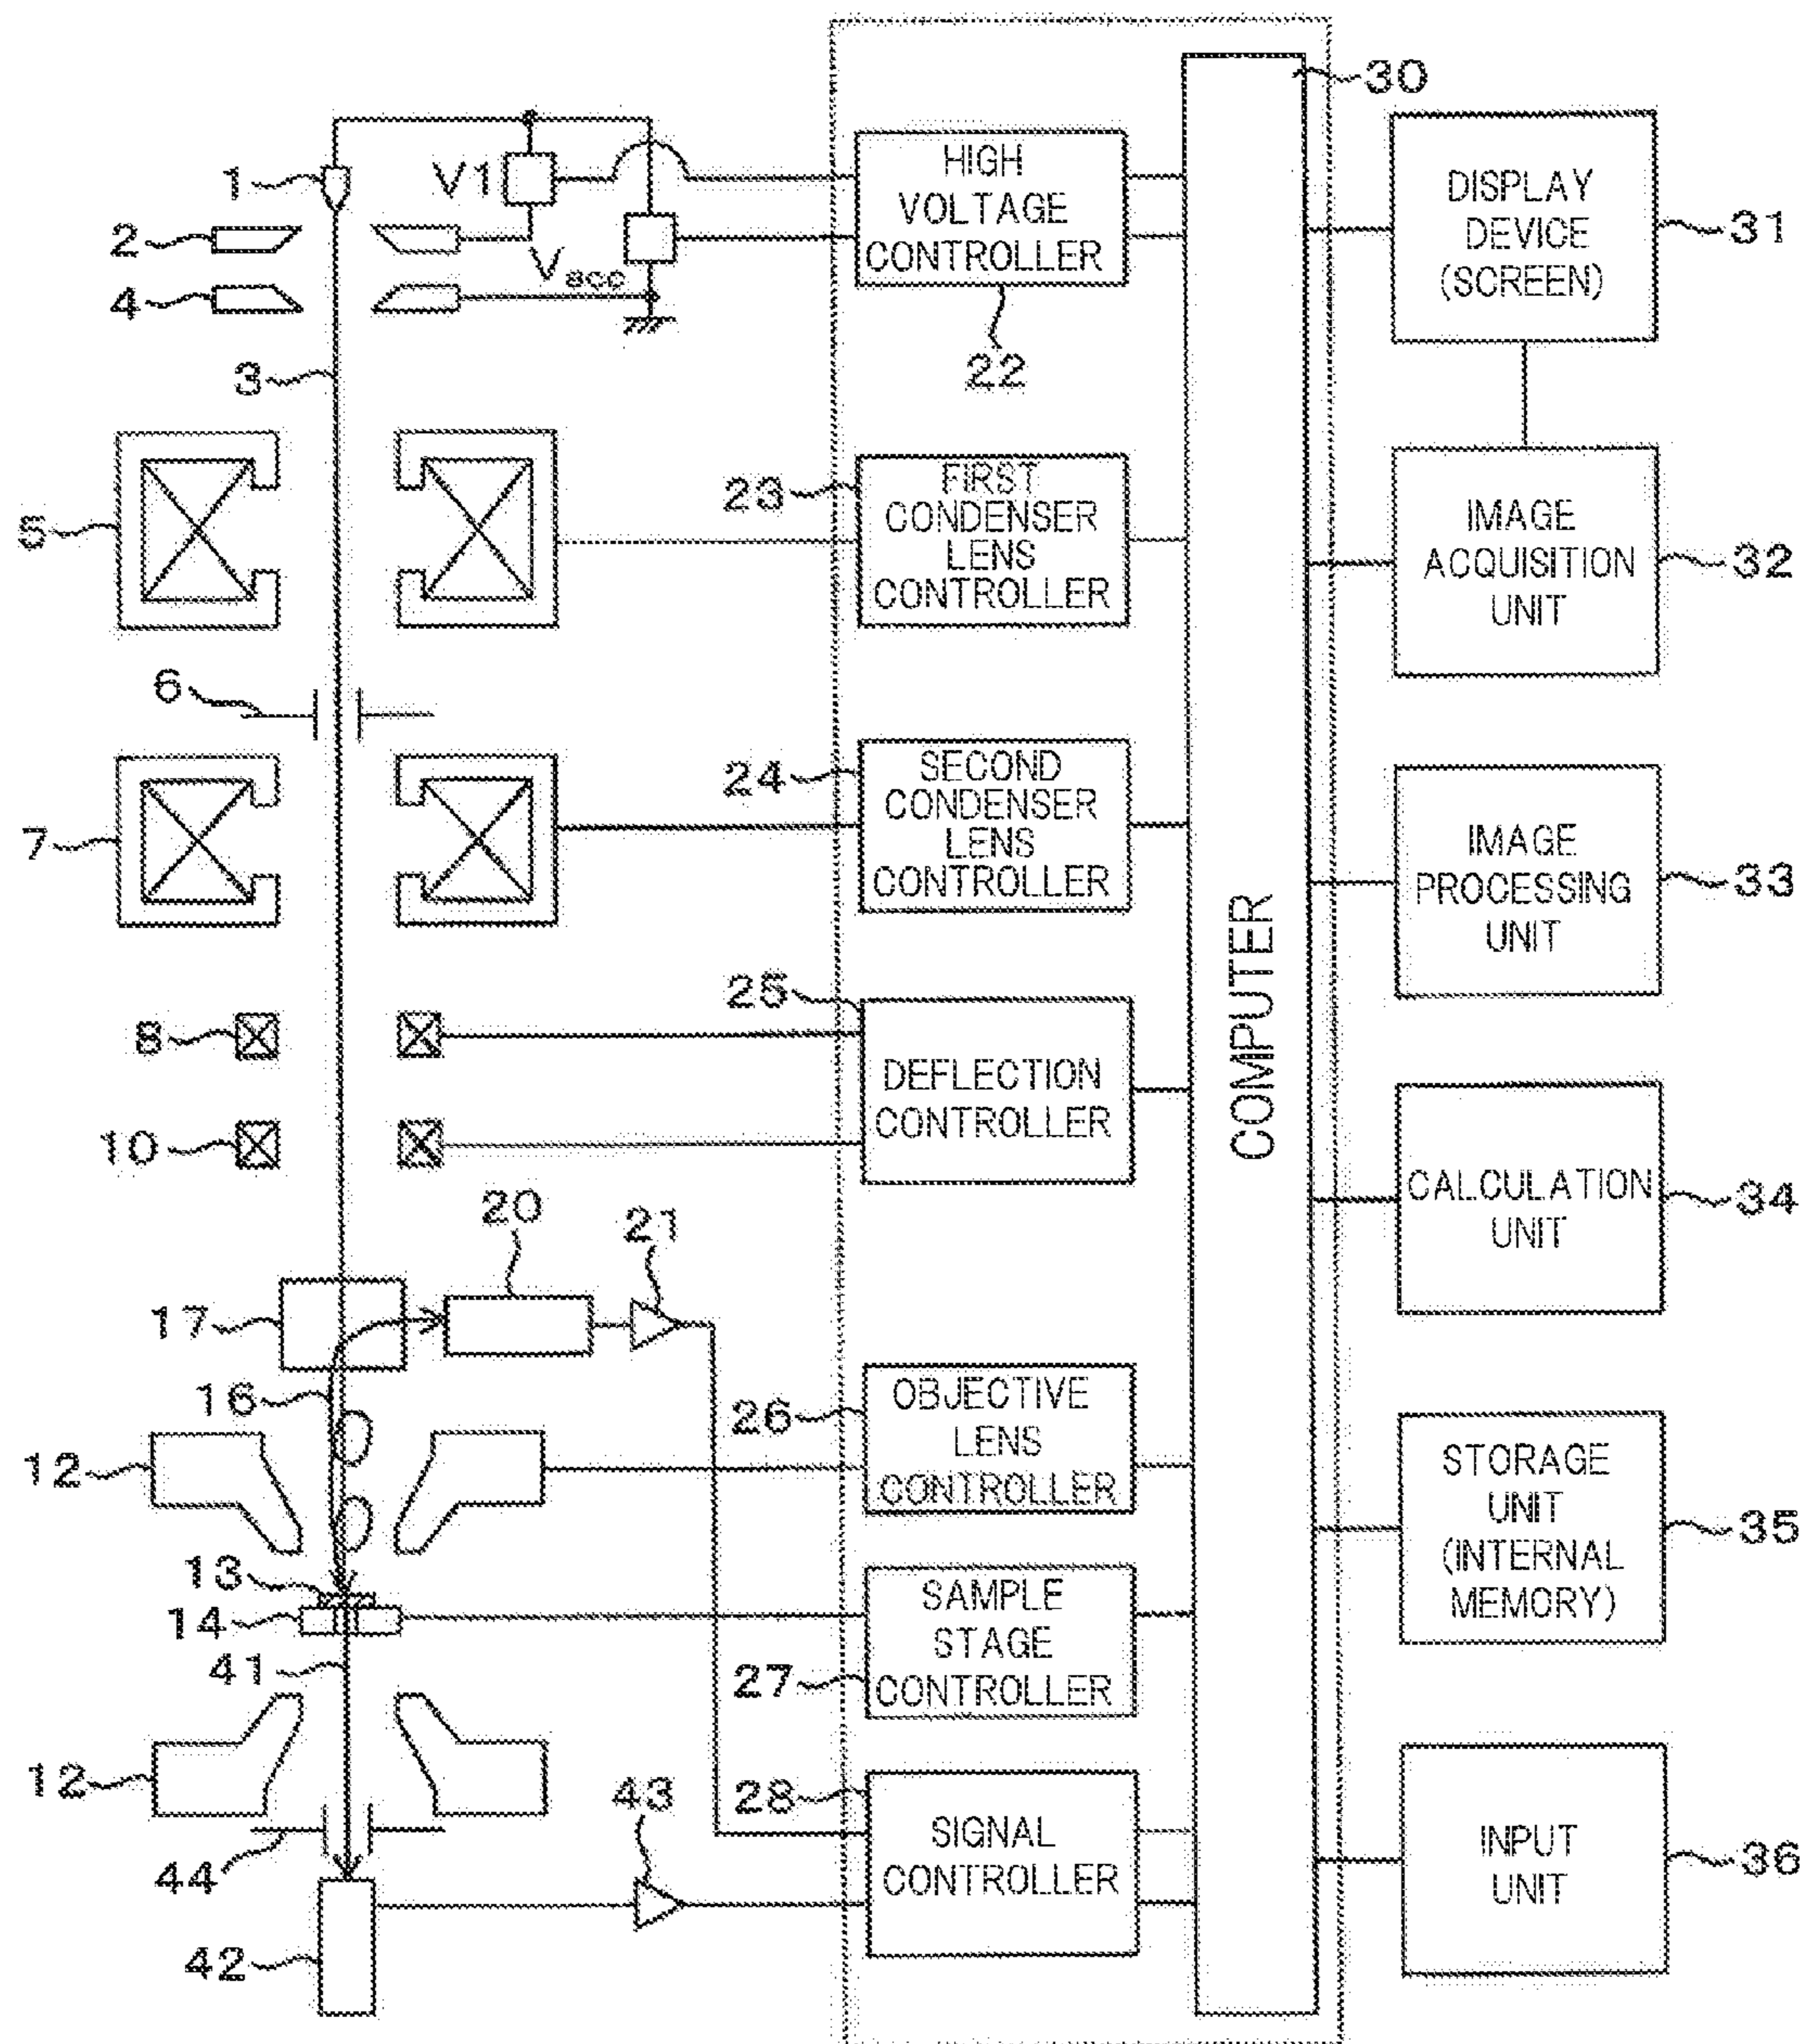 30
1
V1
HIGH
VOLTAGE
CONTROLLER
DISPLAY
DEVICE
(SCREEN)
31
2
Vacc
4
22
3
5
23
FIRST
CONDENSER
LENS
CONTROLLER
IMAGE
ACQUISITION
UNIT
32
6
7
24
SECOND
CONDENSER
LENS
CONTROLLER
IMAGE
PROCESSING
UNIT
33
COMPUTER
25
8
DEFLECTION
CONTROLLER
10
CALCULATION
UNIT
34
20
21
17
16
12
26
OBJECTIVE
LENS
CONTROLLER
STORAGE
UNIT
(INTERNAL
MEMORY)
35
13
14
41
SAMPLE
STAGE
CONTROLLER
27
12
43
28
SIGNAL
CONTROLLER
INPUT
UNIT
36
44
42